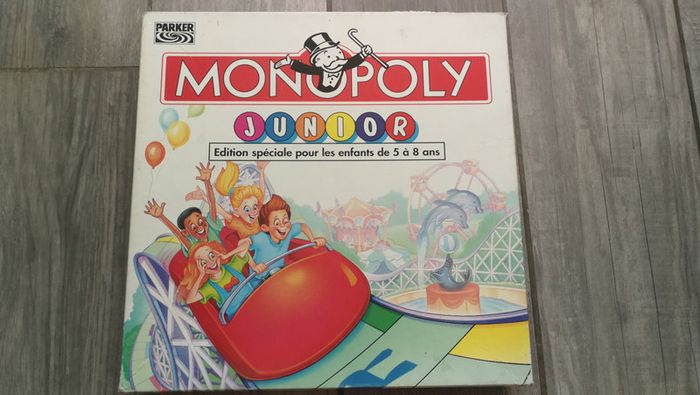 PARKER
MONOPOLY
JUNIOR
Edition spéciale pour les enfants de 5 à 8 ans